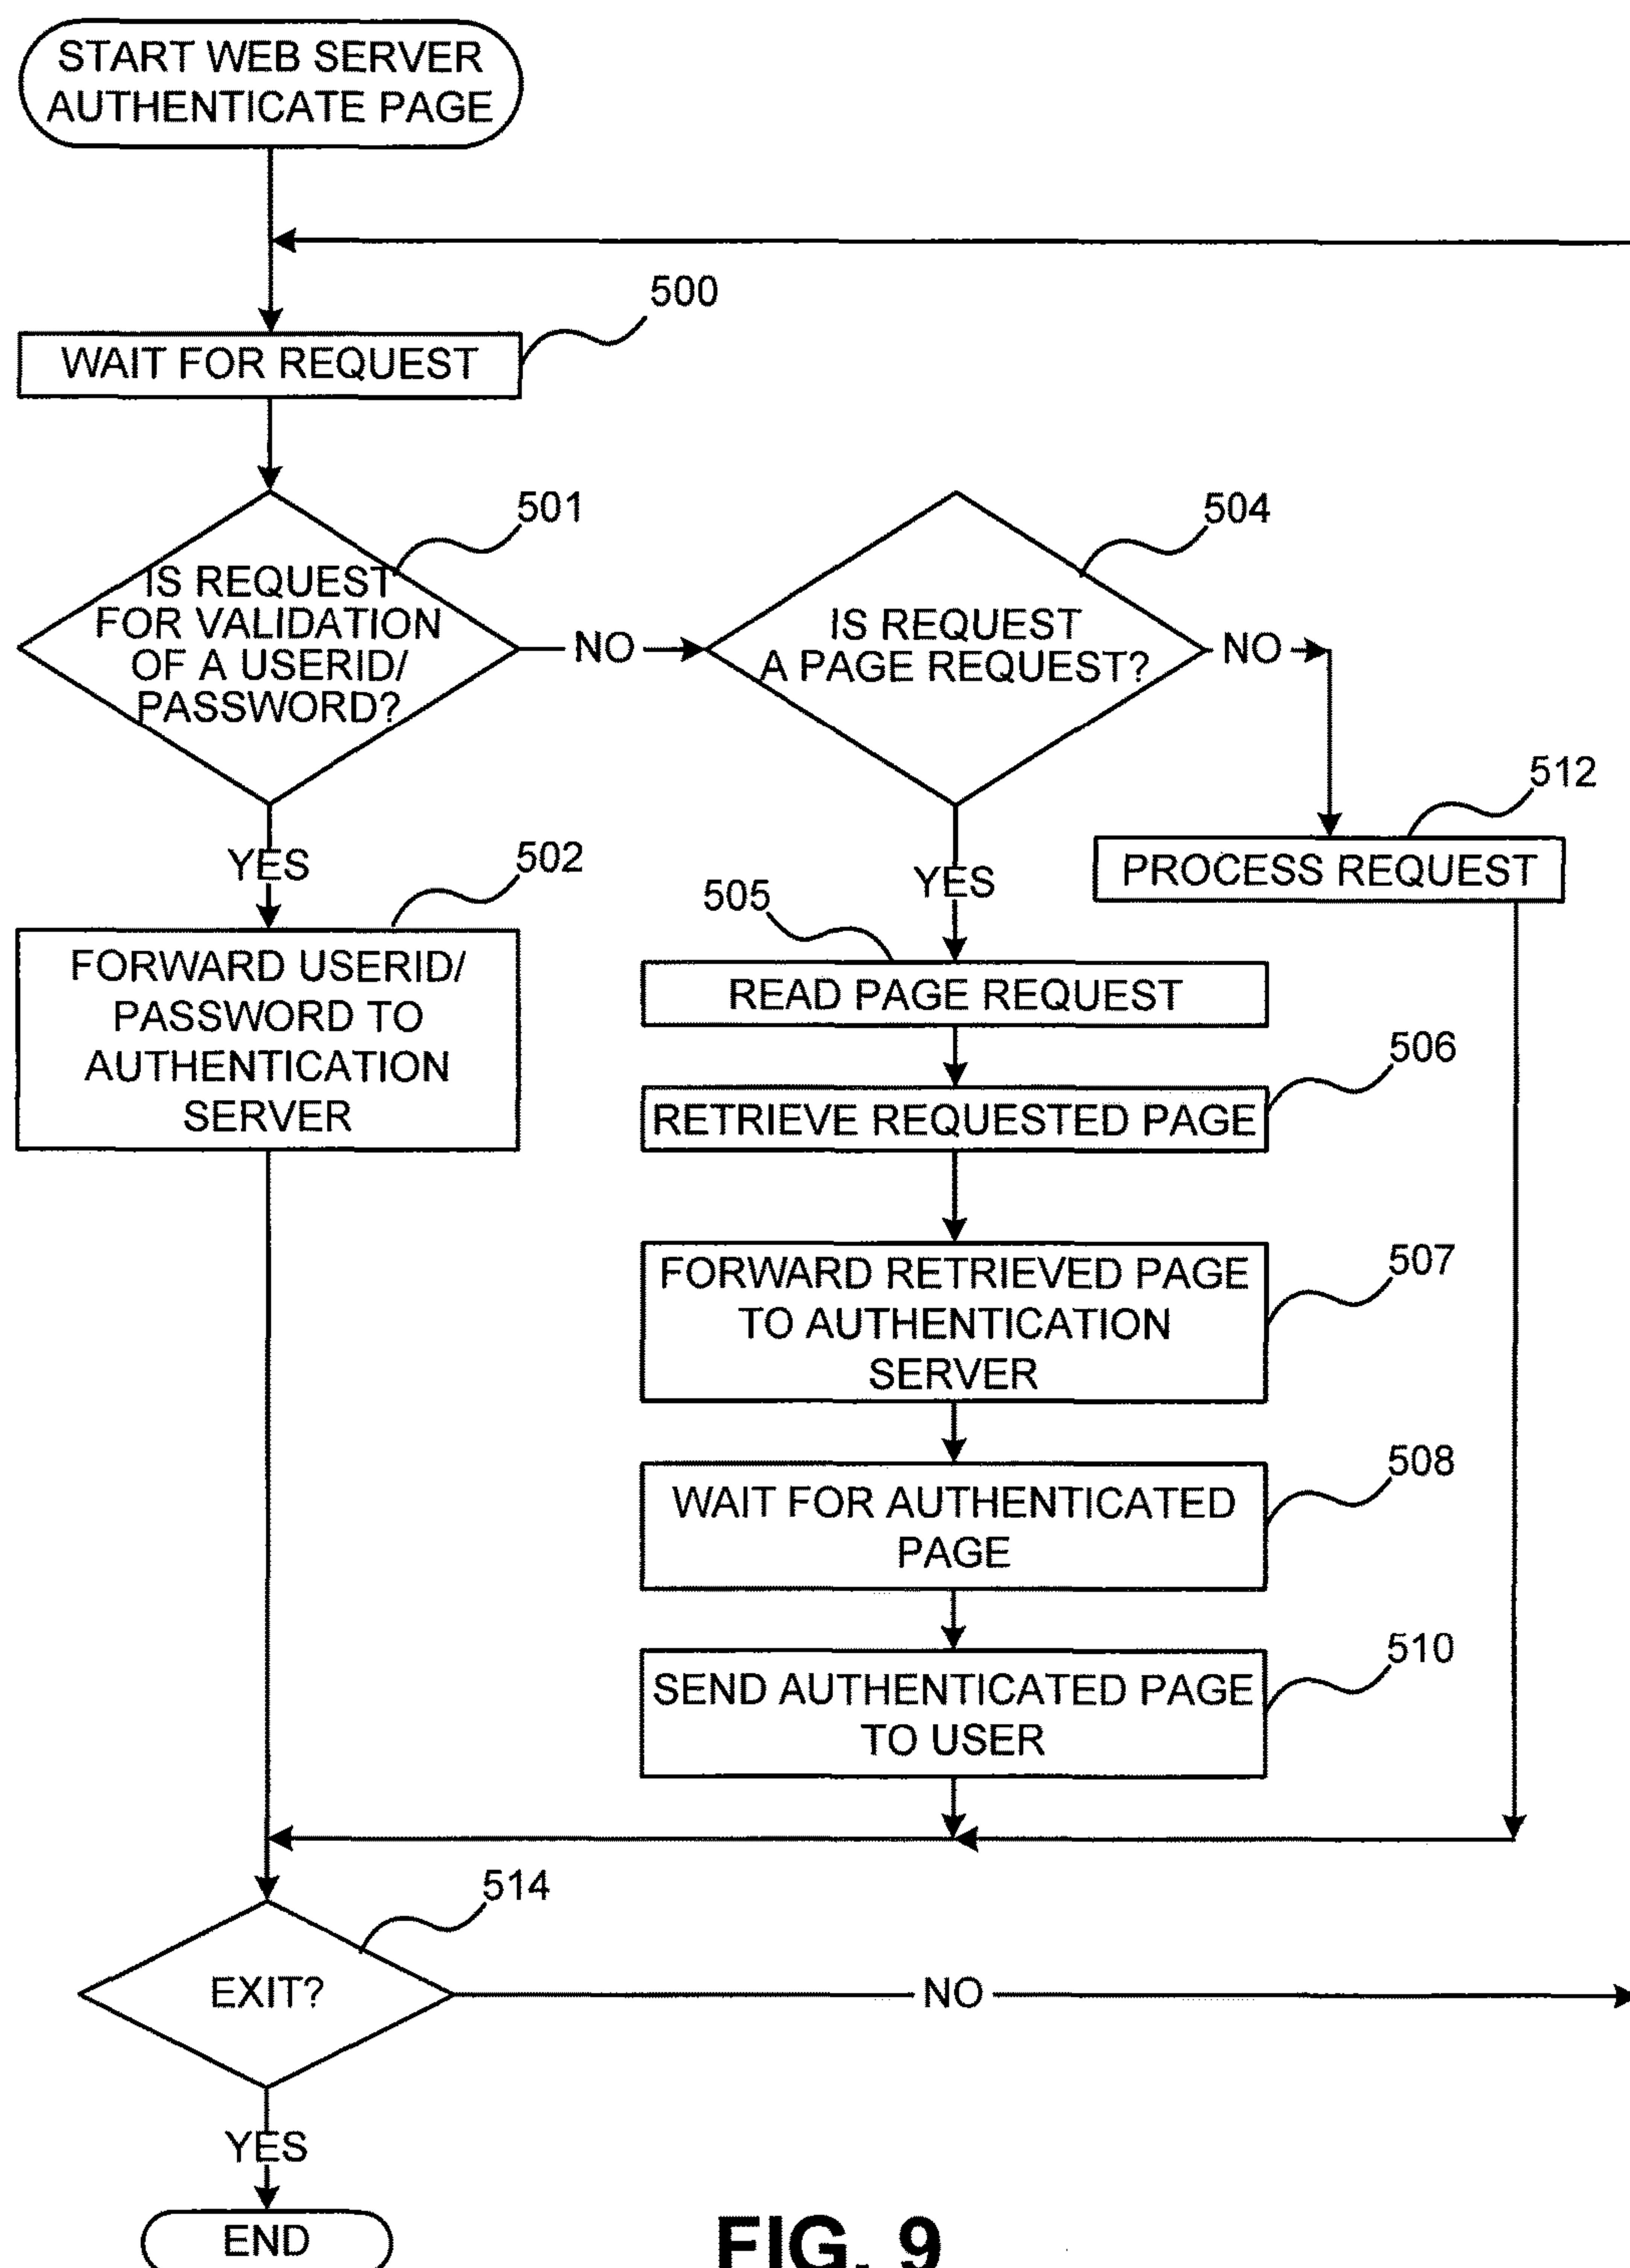 START WEB SERVER
AUTHENTICATE PAGE
500
WAIT FOR REQUEST
501
IS REQUEST
FOR VALIDATION
OF A USERID/
PASSWORD?
NO
504
IS REQUEST
A PAGE REQUEST?
NO
512
PROCESS REQUEST
YES
502
FORWARD USERID/
PASSWORD TO
AUTHENTICATION
SERVER
YES
505
READ PAGE REQUEST
506
RETRIEVE REQUESTED PAGE
507
FORWARD RETRIEVED PAGE
TO AUTHENTICATION
SERVER
508
WAIT FOR AUTHENTICATED
PAGE
510
SEND AUTHENTICATED PAGE
TO USER
514
EXIT?
NO
YES
END
FIG. 9